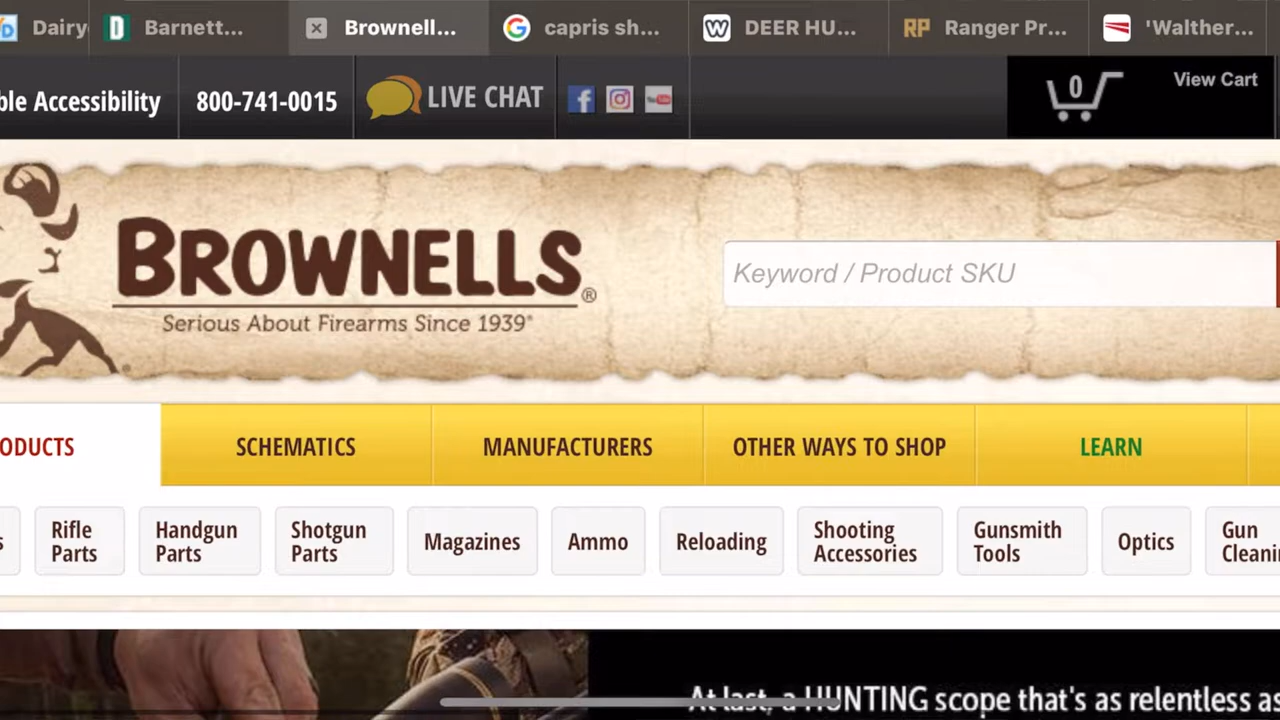 Dairy
Barnett...
Brownell...
capris sh...
DEER HU...
RP Ranger Pr...
'Walther...
ble Accessibility
800-741-0015
LIVE CHAT
0
View Cart
BROWNELLS®
Serious About Firearms Since 1939®
Keyword / Product SKU
ODUCTS
SCHEMATICS
MANUFACTURERS
OTHER WAYS TO SHOP
LEARN
s
Rifle
Parts
Handgun
Parts
Shotgun
Parts
Magazines
Ammo
Reloading
Shooting
Accessories
Gunsmith
Tools
Optics
Gun
Cleanin
At last, a HUNTING scope that's as relentless as